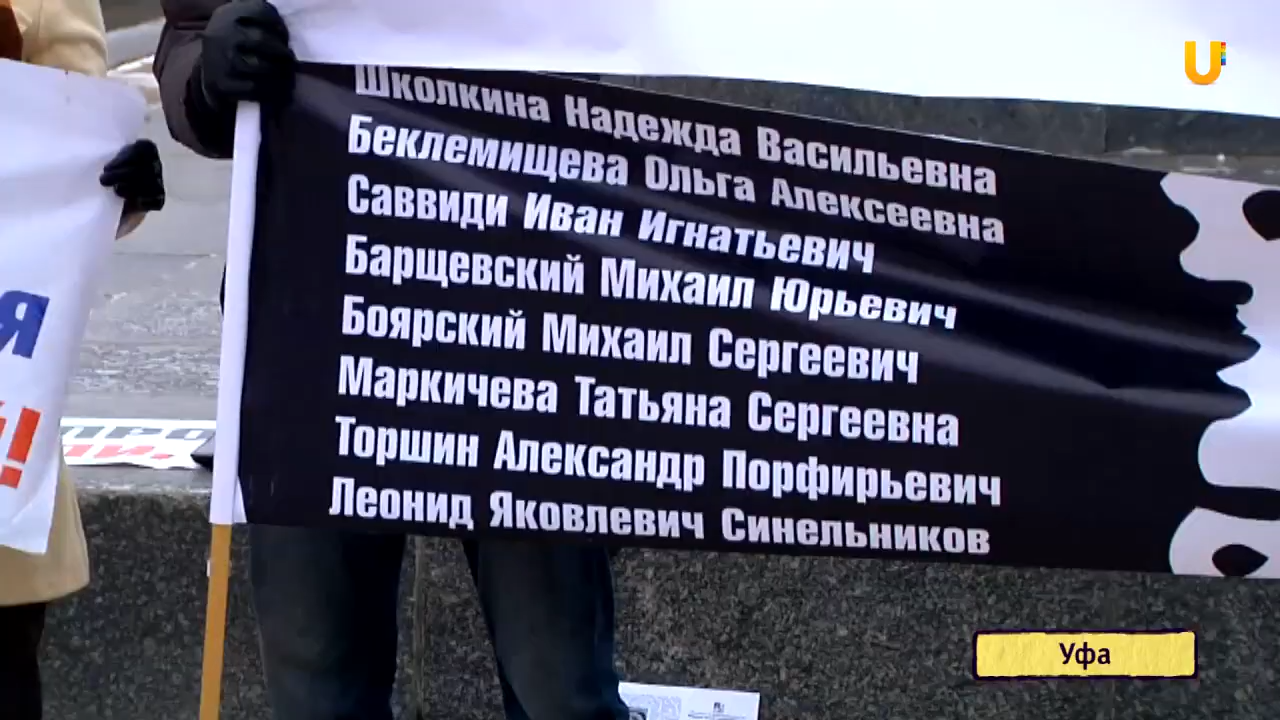 U
Школкина Надежда Васильевна
Беклемищева Ольга Алексеевна
Саввиди Иван Игнатьевич
Барщевский Михаил Юрьевич
Боярский Михаил Сергеевич
Маркичева Татьяна Сергеевна
Торшин Александр Порфирьевич
Леонид Яковлевич Синельников
Уфа